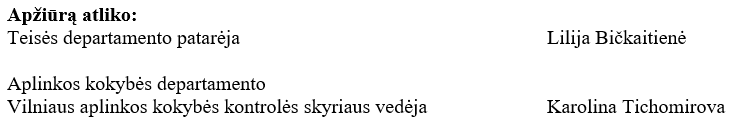 Apžiūrą atliko:
Teisės departamento patarėja Lilija Bičkaitienė
Aplinkos kokybės departamento
Vilniaus aplinkos kokybės kontrolės skyriaus vedėja Karolina Tichomirova